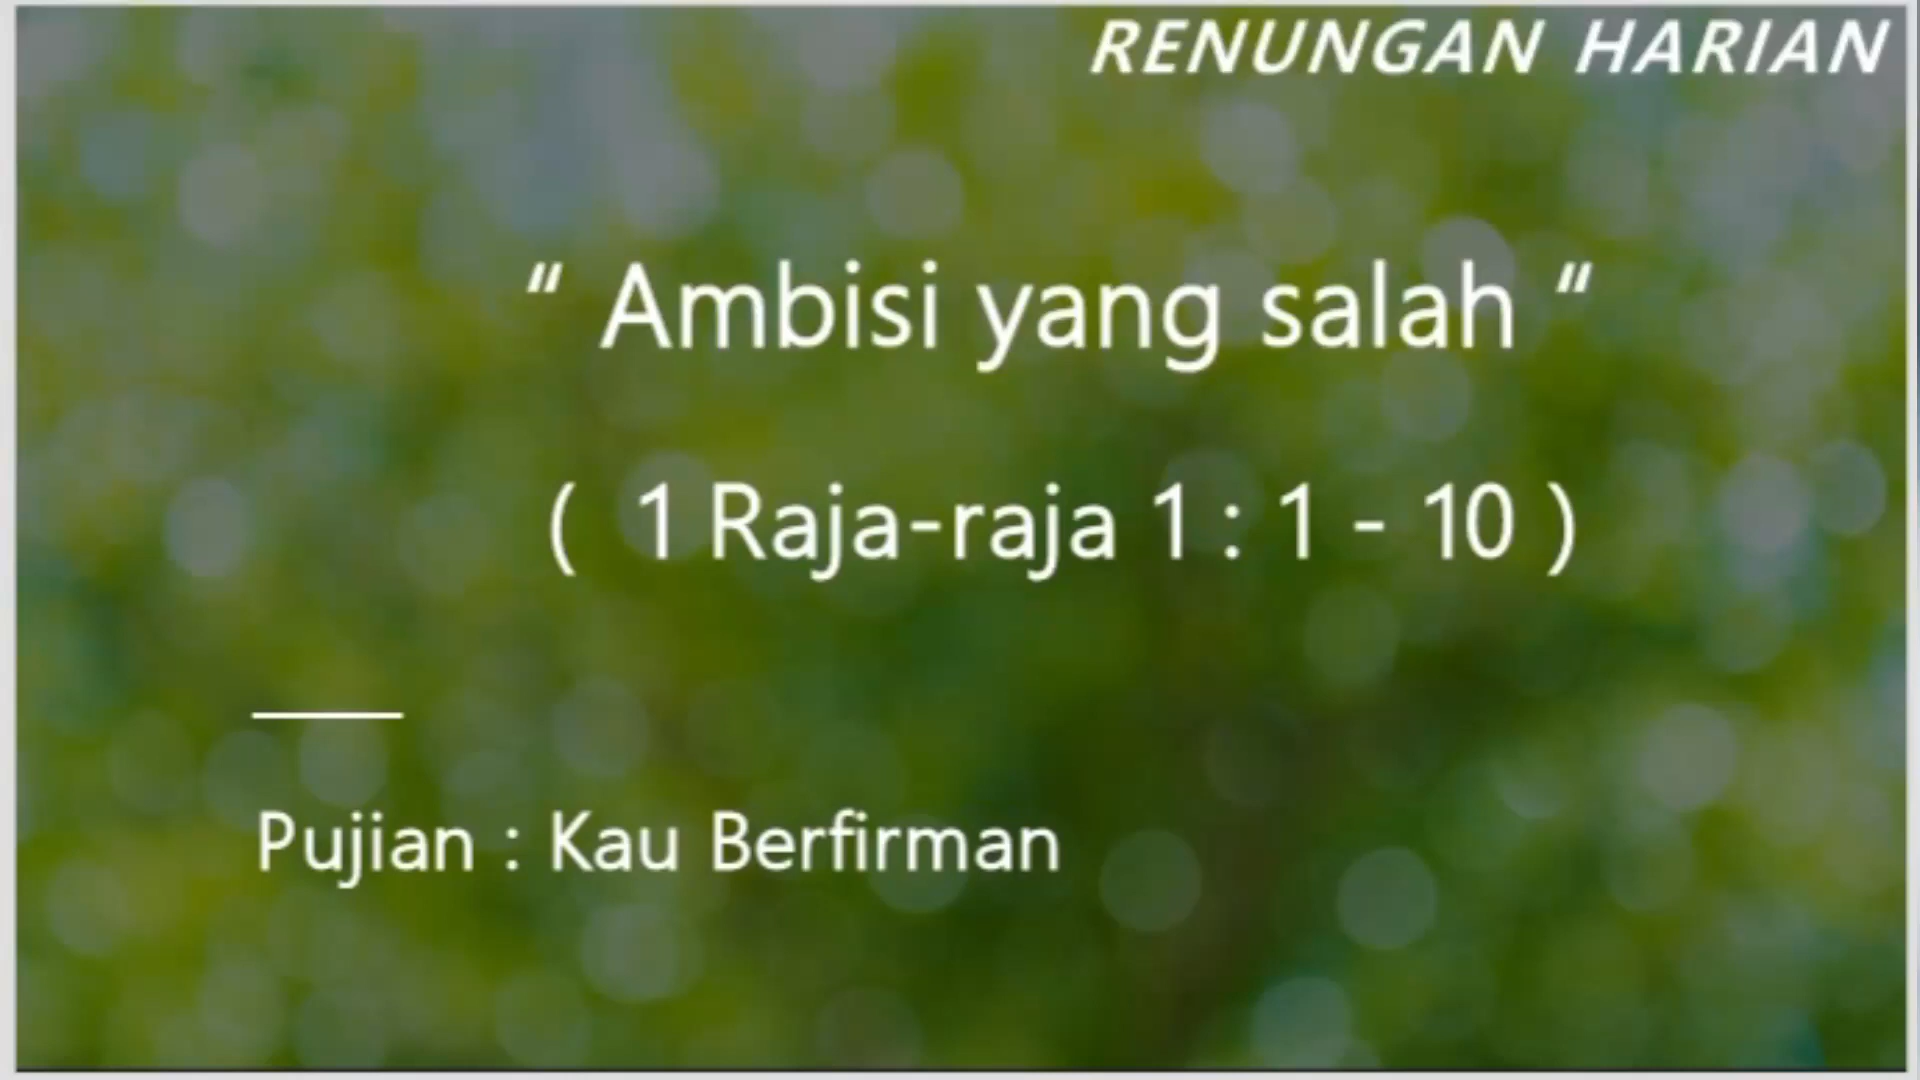 RENUNGAN HARIAN
“ Ambisi yang salah “
( 1 Raja-raja 1 : 1 - 10 )
Pujian : Kau Berfirman